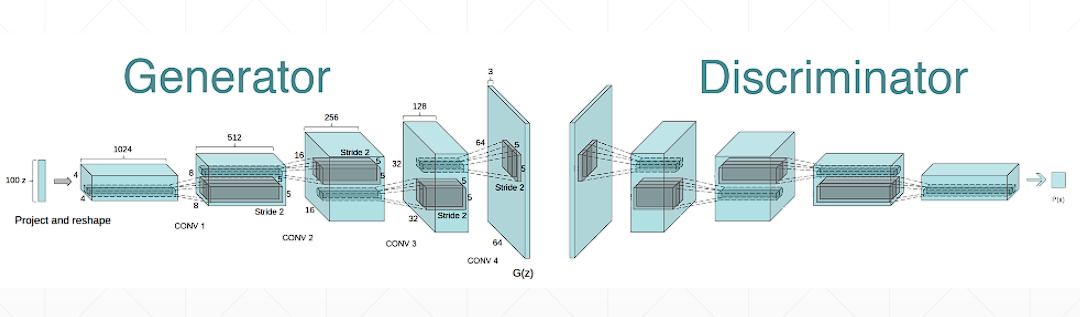 Generator
Discriminator
3
128
256
512
1024
100 z
4
4
8
8
5
5
Stride 2
16
16
Stride 2
5
5
32
32
5
5
Stride 2
64
64
5
5
Stride 2
Project and reshape
CONV 1
CONV 2
CONV 3
CONV 4
G(z)
P(x)